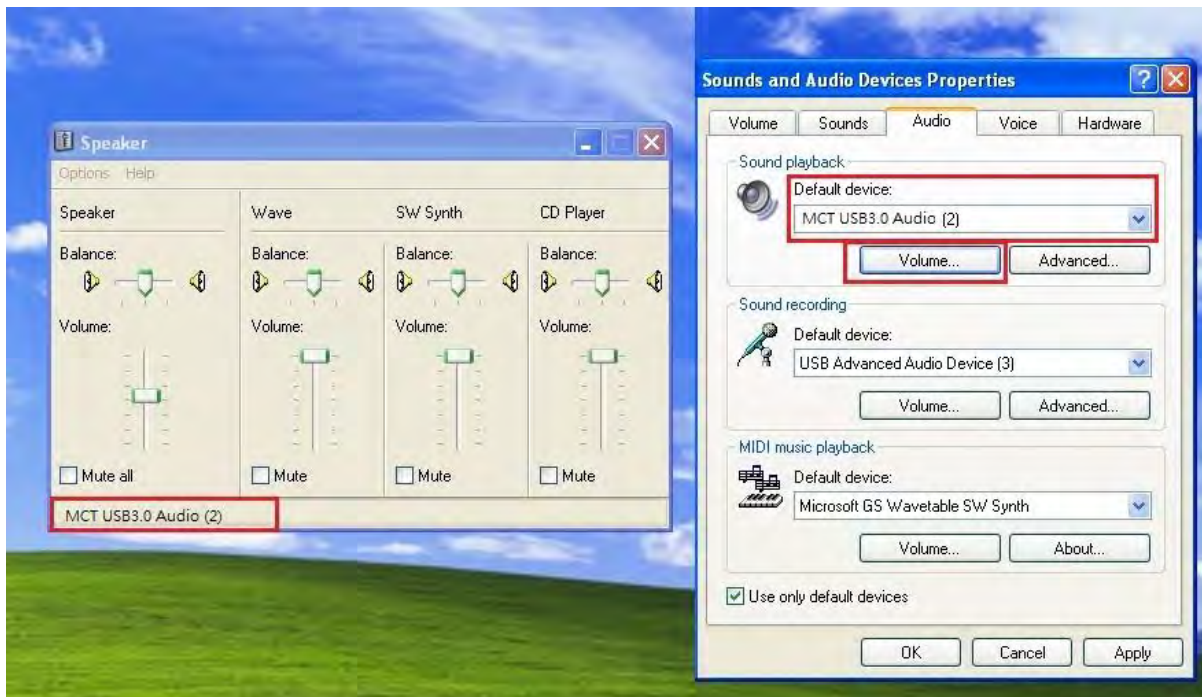 Speaker
Options Help
Speaker Wave SW Synth CD Player
Balance: Balance: Balance: Balance:
Volume: Volume: Volume: Volume:
Mute all Mute Mute Mute
MCT USB3.0 Audio (2)
Sounds and Audio Devices Properties
Volume Sounds Audio Voice Hardware
Sound playback
Default device:
MCT USB3.0 Audio (2)
Volume... Advanced...
Sound recording
Default device:
USB Advanced Audio Device (3)
Volume... Advanced...
MIDI music playback
Default device:
Microsoft GS Wavetable SW Synth
Volume... About...
Use only default devices
OK Cancel Apply